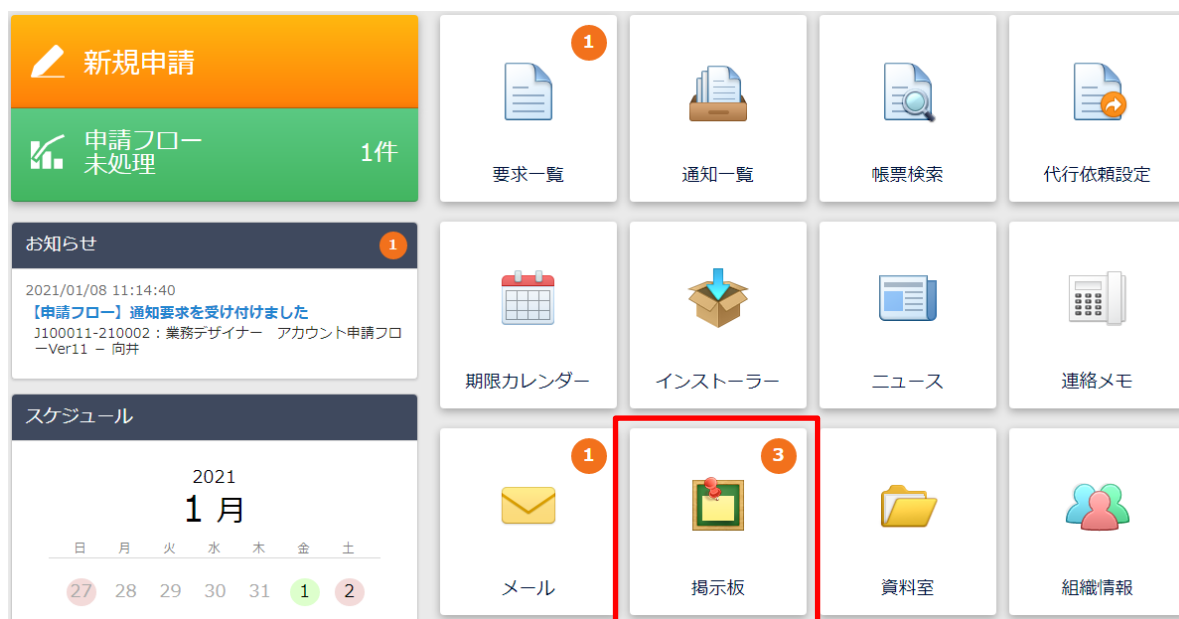 新規申請
申請フロー
未処理
1件
お知らせ
1
2021/01/08 11:14:40
【申請フロー】通知要求を受け付けました
J100011-210002：業務デザイナー　アカウント申請フロ
ーVer11 － 向井
スケジュール
2021
1 月
日 月 火 水 木 金 土
27 28 29 30 31 1 2
1
要求一覧
通知一覧
帳票検索
代行依頼設定
期限カレンダー
インストーラー
ニュース
連絡メモ
1
メール
3
掲示板
資料室
組織情報